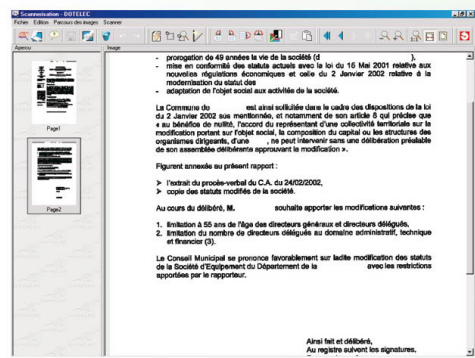 Scannerisation - DOTELEC
Fichier Edition Parcours des images Scanner
Apercu
Image
Page1
Page2
- prorogation de 49 années la vie de la société (d ),
- mise en conformité des statuts actuels avec la loi du 15 Mai 2001 relative aux
nouvelles régulations économiques et celle du 2 Janvier 2002 relative à la
modernisation du statut des
- adaptation de l'objet social aux activités de la société.
La Commune de est ainsi sollicitée dans le cadre des dispositions de la loi
du 2 Janvier 2002 sus mentionnée, et notamment de son article 8 qui précise que
« au bénéfice de nullité, l'accord du représentant d'une collectivité territoriale sur la
modification portant sur l'objet social, la composition du capital ou les structures des
organismes dirigeants, d'une , ne peut intervenir sans une délibération préalable
de son assemblée délibérante approuvant la modification ».
Figurent annexés au présent rapport :
➢ l'extrait du procès-verbal du C.A. du 24/02/2002,
➢ copie des statuts modifiés de la société.
Au cours du délibéré, M. souhaite apporter les modifications suivantes :
1. limitation à 55 ans de l'âge des directeurs généraux et directeurs délégués,
2. limitation du nombre de directeurs délégués au domaine administratif, technique
et financier (3).
Le Conseil Municipal se prononce favorablement sur ladite modification des statuts
de la Société d'Equipement du Département de la avec les restrictions
apportées par le rapporteur.
Ainsi fait et délibéré,
Au registre suivent les signatures,